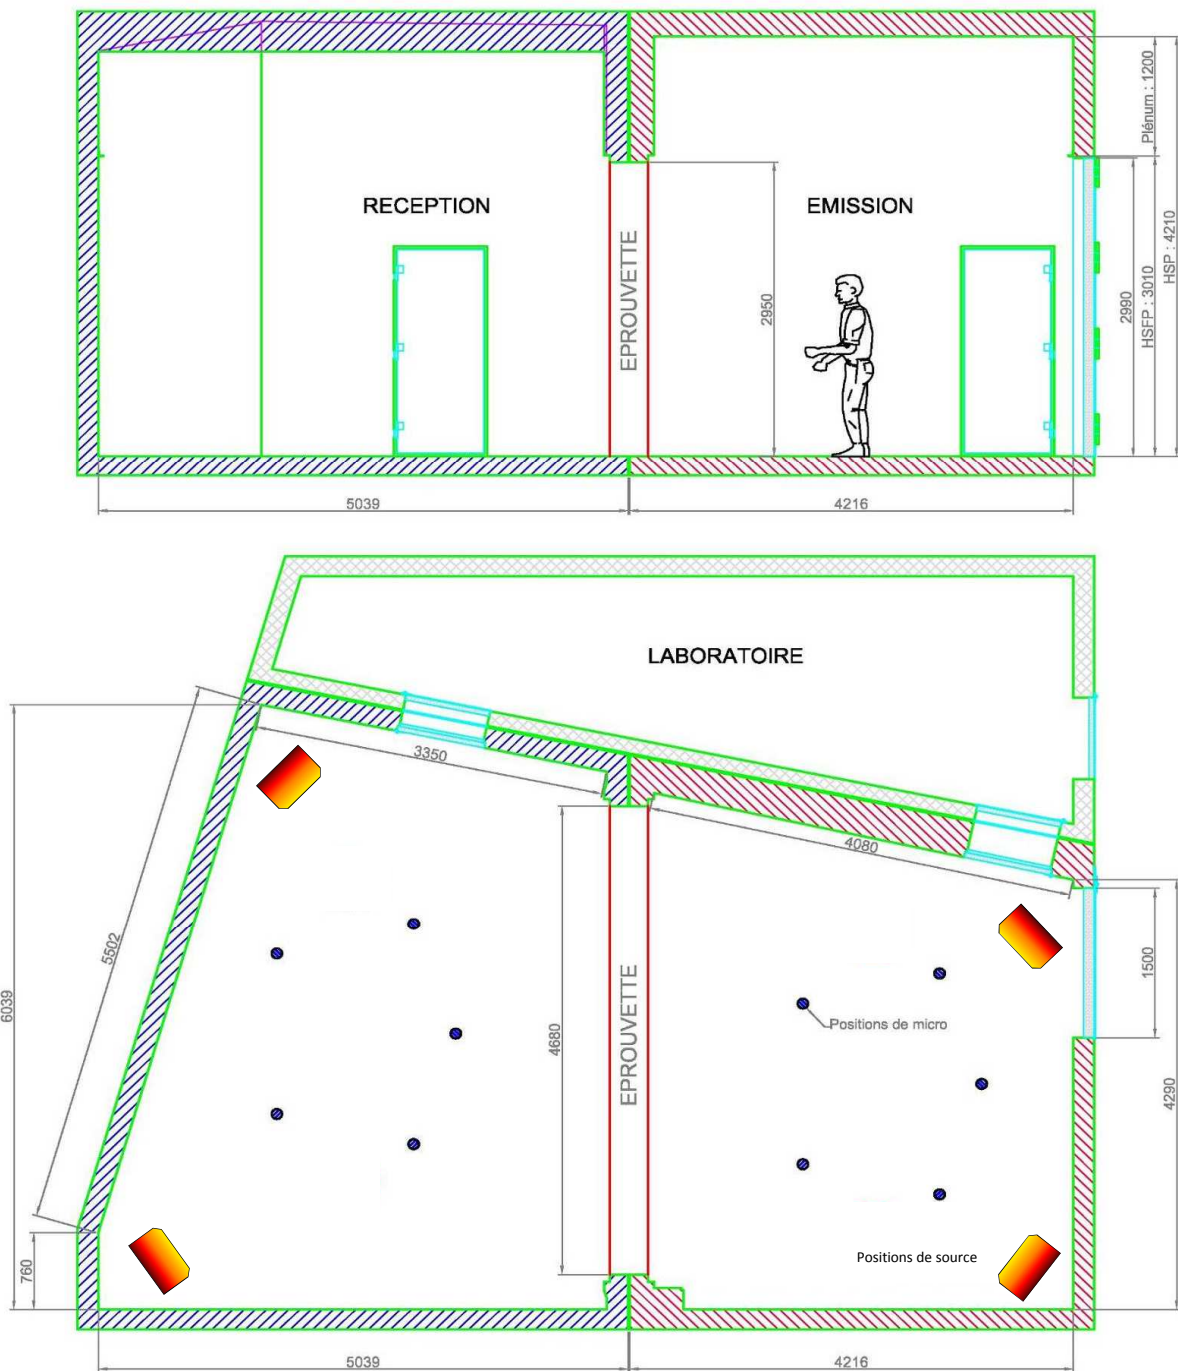 RECEPTION
EMISSION
EPROUVETTE
2950
2990
HSFP : 3010
Plénum : 1200
HSP : 4210
5039
4216
LABORATOIRE
3350
4080
5502
6039
760
4680
EPROUVETTE
Positions de micro
1500
4290
Positions de source
5039
4216